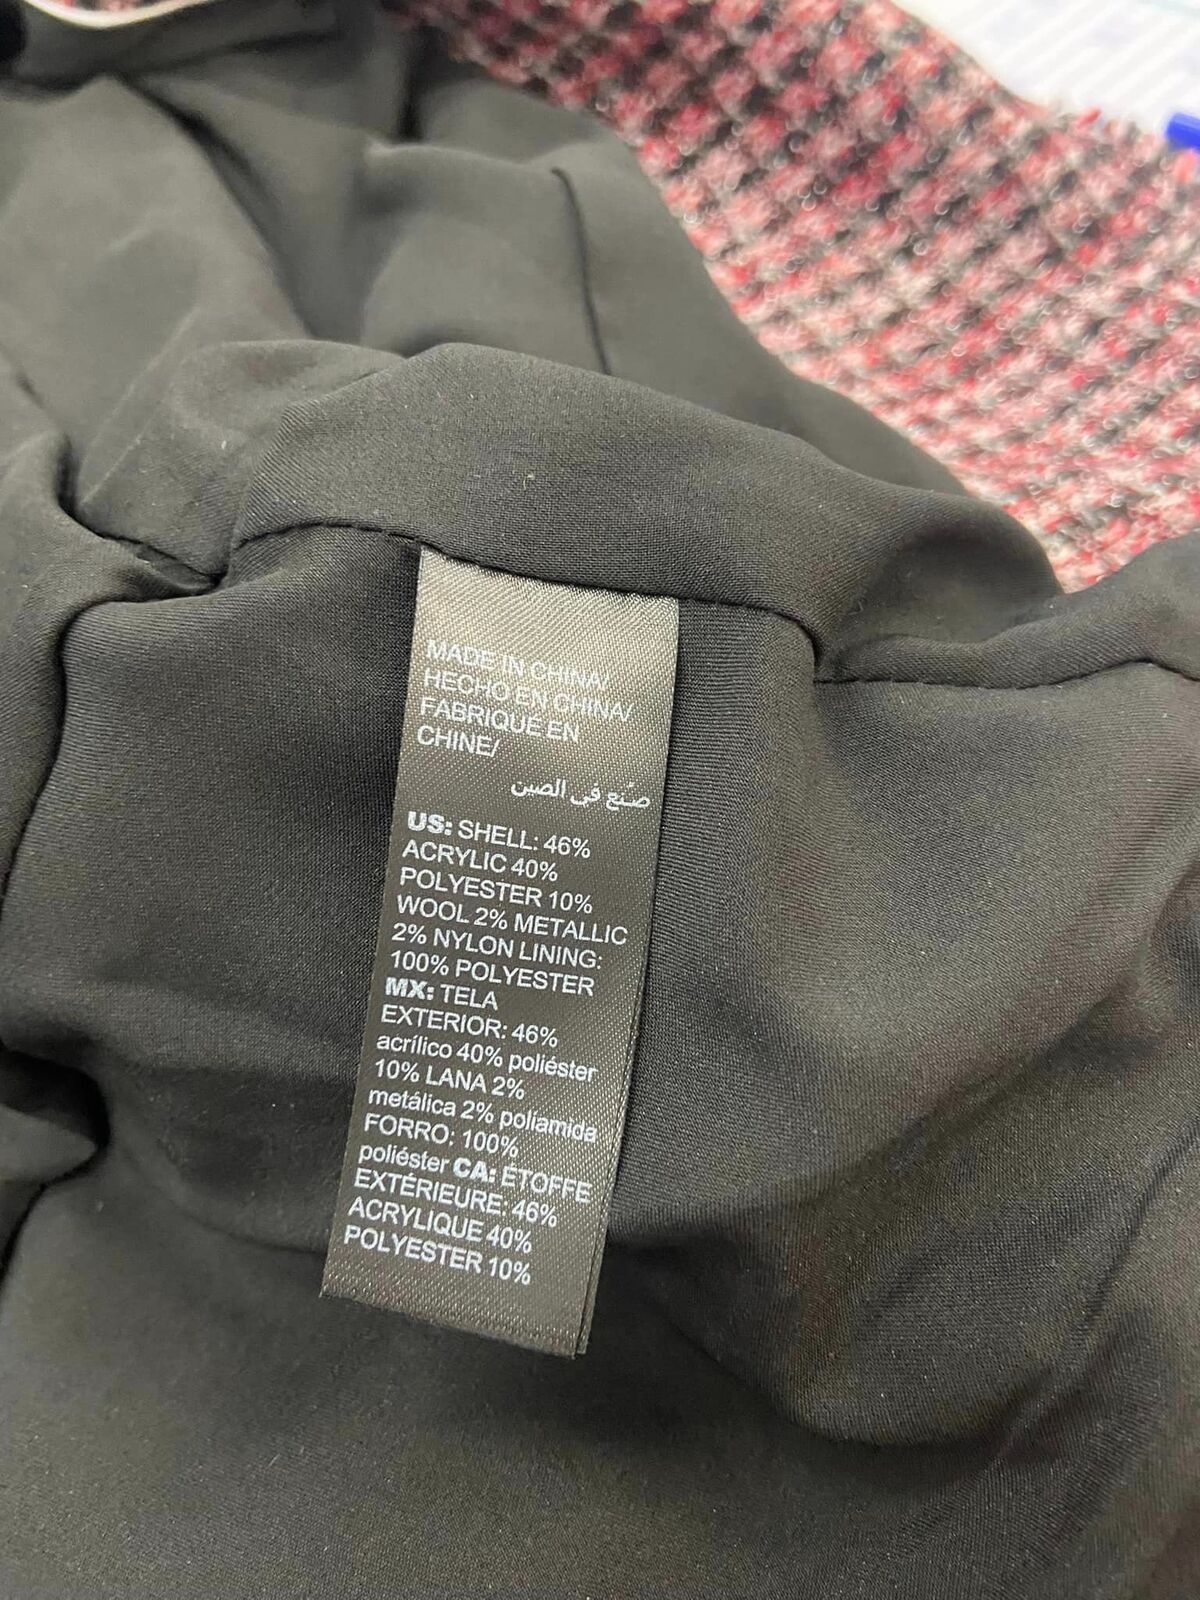 MADE IN CHINA/
HECHO EN CHINA/
FABRIQUÉ EN
CHINE/
صنع في الصين
US: SHELL: 46%
ACRYLIC 40%
POLYESTER 10%
WOOL 2% METALLIC
2% NYLON LINING:
100% POLYESTER
MX: TELA
EXTERIOR: 46%
acrílico 40% poliéster
10% LANA 2%
metálica 2% poliamida
FORRO: 100%
poliéster CA: ÉTOFFE
EXTÉRIEURE: 46%
ACRYLIQUE 40%
POLYESTER 10%